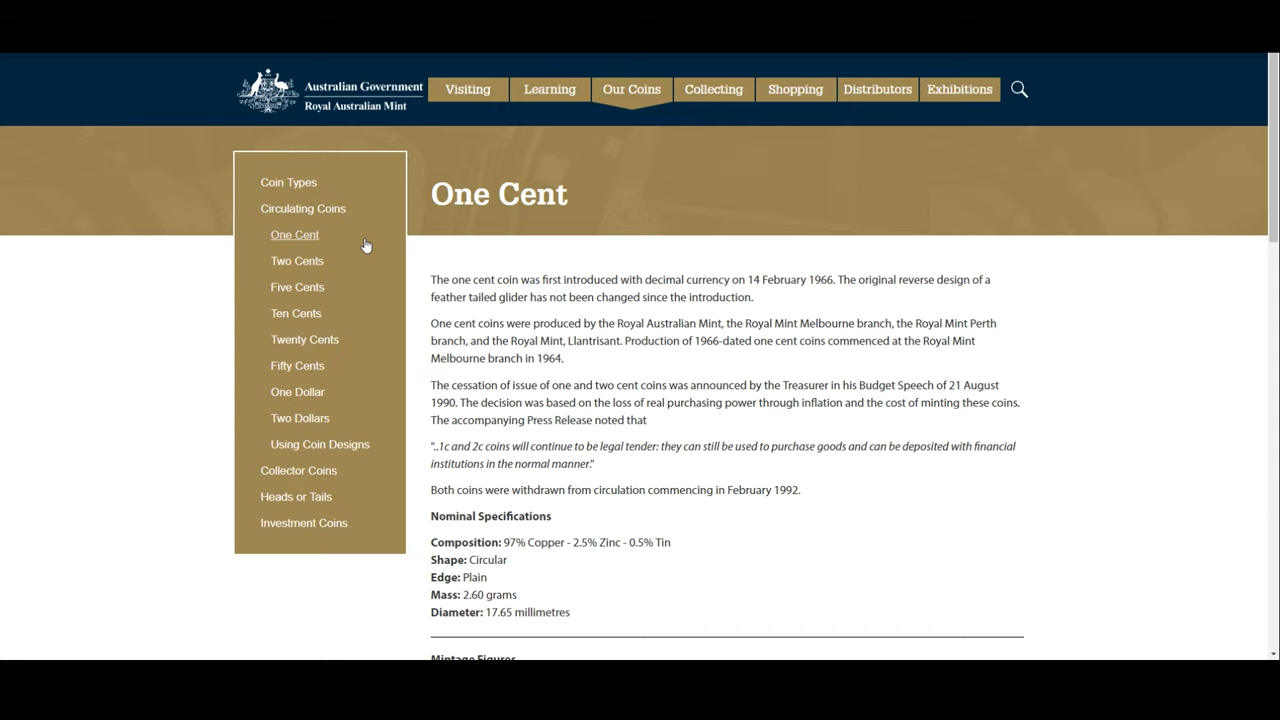 Australian Government
Royal Australian Mint
Visiting
Learning
Our Coins
Collecting
Shopping
Distributors
Exhibitions
Coin Types
Circulating Coins
One Cent
Two Cents
Five Cents
Ten Cents
Twenty Cents
Fifty Cents
One Dollar
Two Dollars
Using Coin Designs
Collector Coins
Heads or Tails
Investment Coins
One Cent
The one cent coin was first introduced with decimal currency on 14 February 1966. The original reverse design of a
feather tailed glider has not been changed since the introduction.
One cent coins were produced by the Royal Australian Mint, the Royal Mint Melbourne branch, the Royal Mint Perth
branch, and the Royal Mint, Llantrisant. Production of 1966-dated one cent coins commenced at the Royal Mint
Melbourne branch in 1964.
The cessation of issue of one and two cent coins was announced by the Treasurer in his Budget Speech of 21 August
1990. The decision was based on the loss of real purchasing power through inflation and the cost of minting these coins.
The accompanying Press Release noted that
"..1c and 2c coins will continue to be legal tender: they can still be used to purchase goods and can be deposited with financial
institutions in the normal manner."
Both coins were withdrawn from circulation commencing in February 1992.
Nominal Specifications
Composition: 97% Copper - 2.5% Zinc - 0.5% Tin
Shape: Circular
Edge: Plain
Mass: 2.60 grams
Diameter: 17.65 millimetres
Mintage Figures